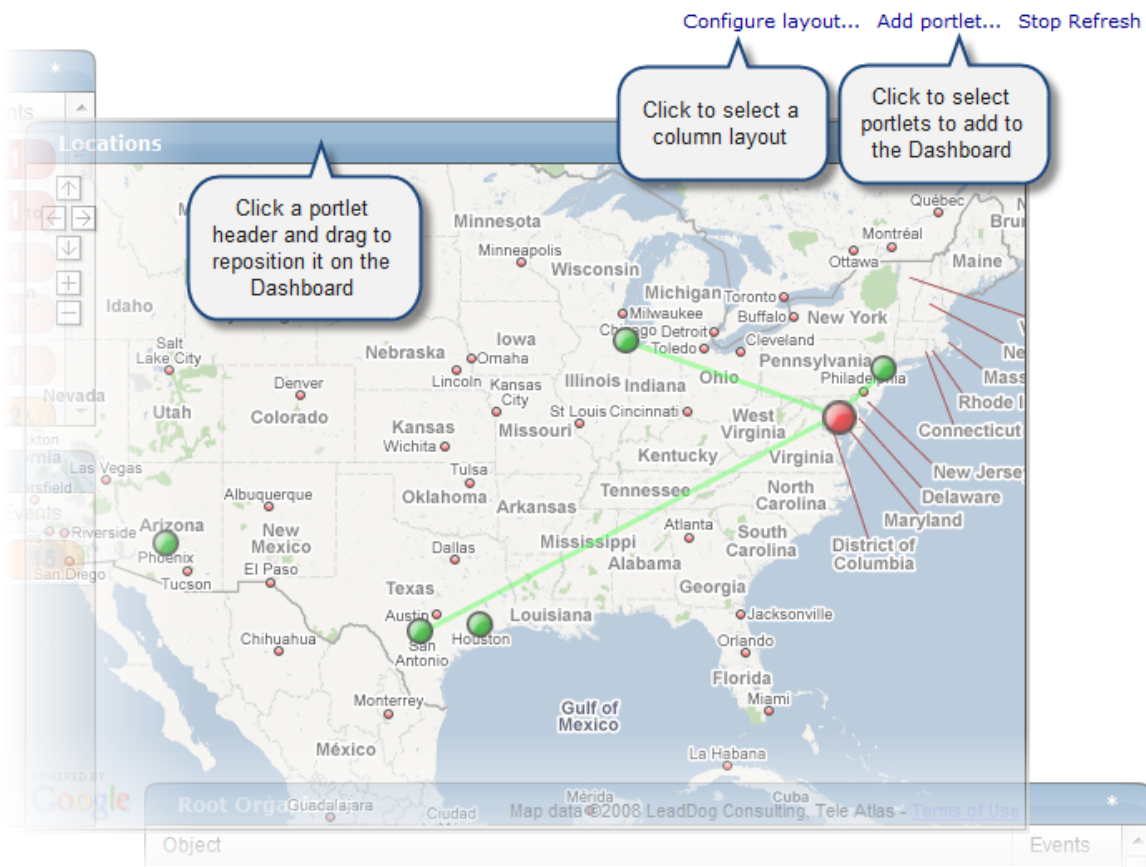 Configure layout... Add portlet... Stop Refresh
*
Click to select a
column layout
Click to select
portlets to add to
the Dashboard
Locations
Click a portlet
header and drag to
reposition it on the
Dashboard
Québec
Montréal
Ottawa
Maine
Minnesota
Minneapolis
Wisconsin
Michigan
Toronto
Milwaukee
Buffalo
New York
Idaho
Iowa
Detroit
Cleveland
Toledo
Pennsylvania
Salt
Lake City
Nebraska
Omaha
Lincoln
Illinois
Indiana
Ohio
Philadelphia
Rhode
Nevada
Utah
Denver
Colorado
Kansas
City
St Louis
Cincinnati
West
Virginia
Connecticut
Kansas
Wichita
Missouri
Kentucky
Virginia
Las Vegas
Tulsa
New Jersey
Albuquerque
Oklahoma
Tennessee
North
Carolina
Delaware
Arkansas
Maryland
Riverside
Arizona
New
Mexico
Atlanta
South
Carolina
District of
Columbia
15
Phoenix
Dallas
Mississippi
Alabama
San Diego
Tucson
El Paso
Texas
Georgia
Austin
Louisiana
Jacksonville
Chihuahua
San
Antonio
Houston
Orlando
Florida
Monterrey
Gulf of
Mexico
Miami
México
La Habana
POWERED BY
Google
Guadalajara
Ciudad
Mérida
Cuba
Map data ©2008 LeadDog Consulting, Tele Atlas - Terms of Use
*
Object
Events